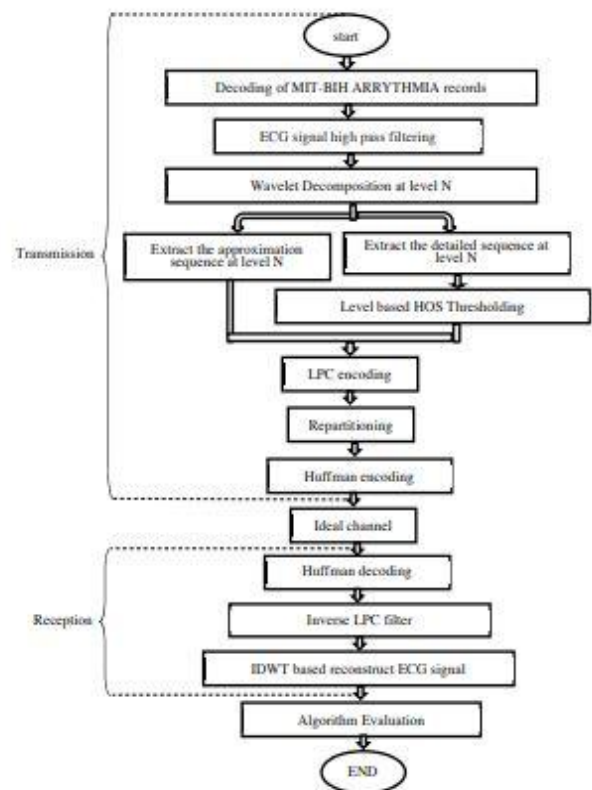 start
Decoding of MIT-BIH ARRYTHMIA records
ECG signal high pass filtering
Wavelet Decomposition at level N
Transmission
Extract the approximation
sequence at level N
Extract the detailed sequence at
level N
Level based HOS Thresholding
LPC encoding
Repartitioning
Huffman encoding
Ideal channel
Huffman decoding
Reception
Inverse LPC filter
IDWT based reconstruct ECG signal
Algorithm Evaluation
END